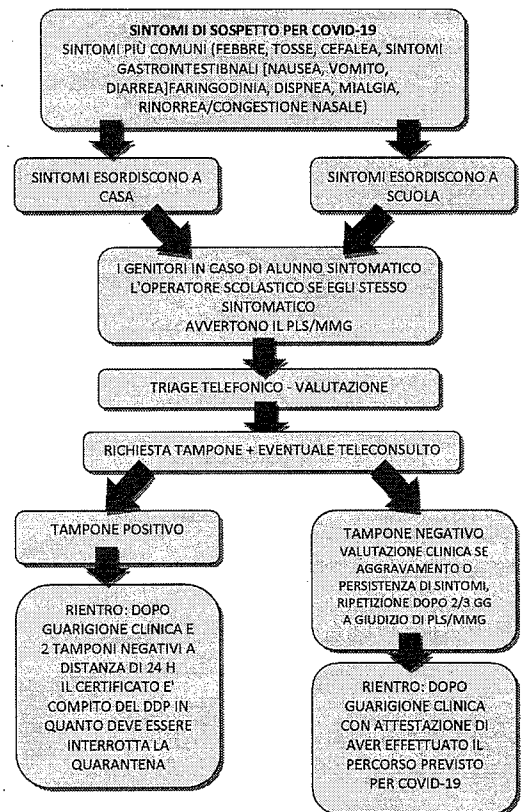 SINTOMI DI SOSPETTO PER COVID-19
SINTOMI PIÙ COMUNI (FEBBRE, TOSSE, CEFALEA, SINTOMI
GASTROINTESTIBNALI [NAUSEA, VOMITO,
DIARREA]FARINGODINIA, DISPNEA, MIALGIA,
RINORREA/CONGESTIONE NASALE)
SINTOMI ESORDISCONO A
CASA
SINTOMI ESORDISCONO A
SCUOLA
I GENITORI IN CASO DI ALUNNO SINTOMATICO
L'OPERATORE SCOLASTICO SE EGLI STESSO
SINTOMATICO
AVVERTONO IL PLS/MMG
TRIAGE TELEFONICO - VALUTAZIONE
RICHIESTA TAMPONE + EVENTUALE TELECONSULTO
TAMPONE POSITIVO
RIENTRO: DOPO
GUARIGIONE CLINICA E
2 TAMPONI NEGATIVI A
DISTANZA DI 24 H
IL CERTIFICATO E'
COMPITO DEL DDP IN
QUANTO DEVE ESSERE
INTERROTTA LA
QUARANTENA
TAMPONE NEGATIVO
VALUTAZIONE CLINICA SE
AGGRAVAMENTO O
PERSISTENZA DI SINTOMI,
RIPETIZIONE DOPO 2/3 GG
A GIUDIZIO DI PLS/MMG
RIENTRO: DOPO
GUARIGIONE CLINICA
CON ATTESTAZIONE DI
AVER EFFETTUATO IL
PERCORSO PREVISTO
PER COVID-19